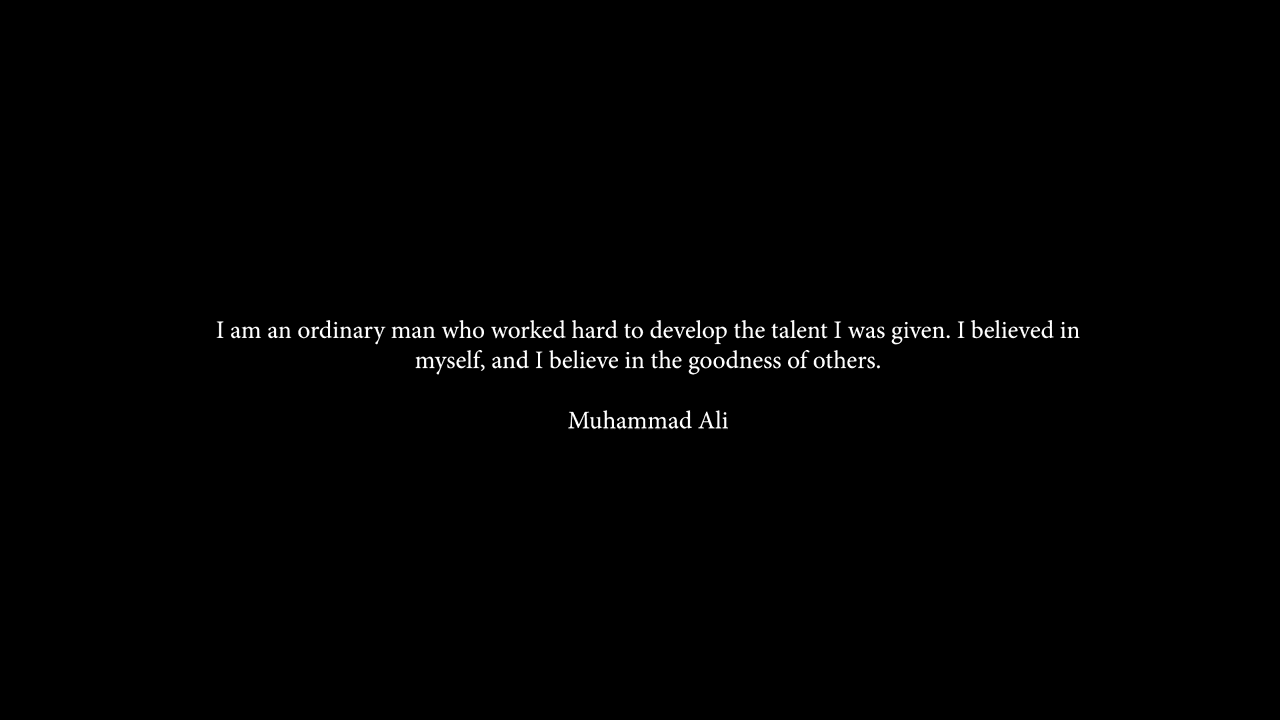 I am an ordinary man who worked hard to develop the talent I was given. I believed in
myself, and I believe in the goodness of others.
Muhammad Ali